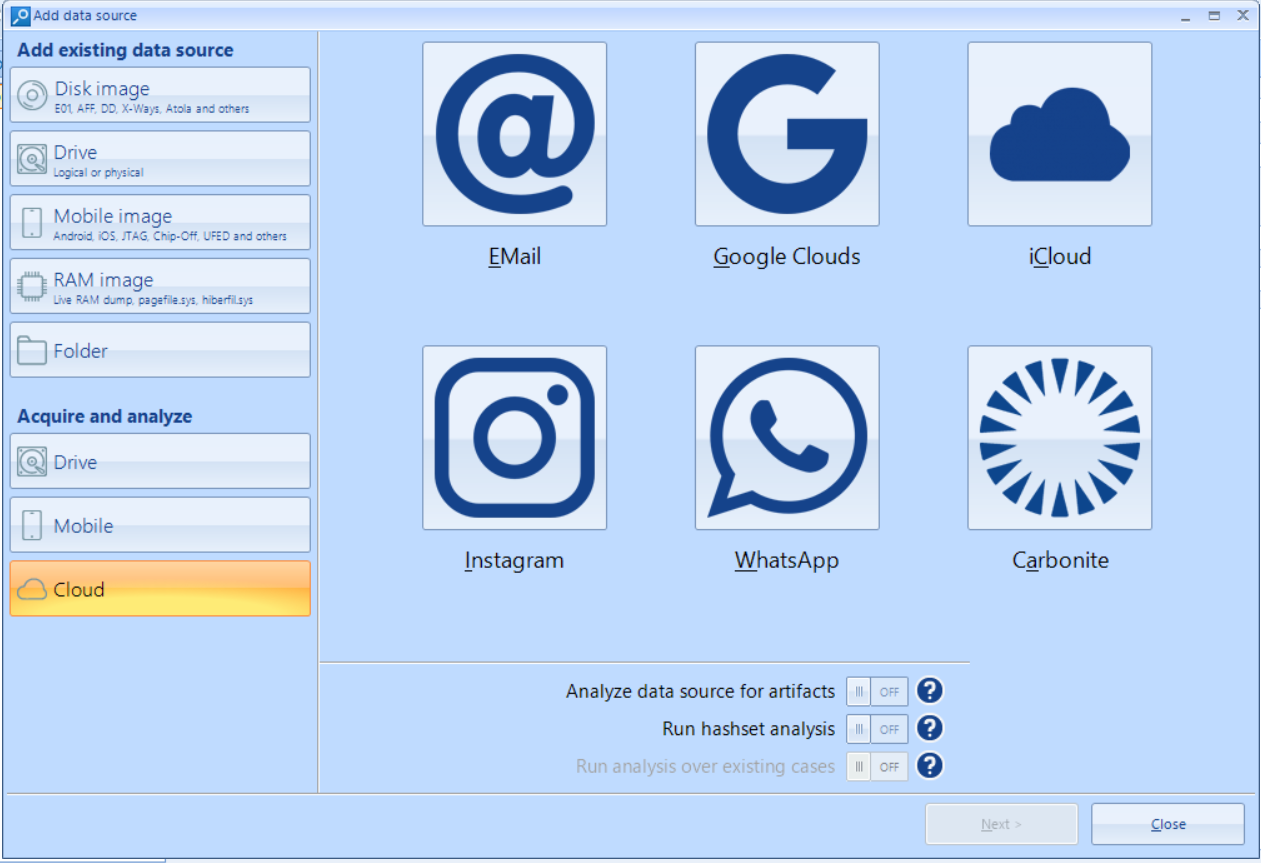 Add data source
Add existing data source
Disk image
E01, AFF, DD, X-Ways, Atola and others
Drive
Logical or physical
Mobile image
Android, iOS, JTAG, Chip-Off, UFED and others
RAM image
Live RAM dump, pagefile.sys, hiberfil.sys
Folder
Acquire and analyze
Drive
Mobile
Cloud
EMail
Google Clouds
iCloud
Instagram
WhatsApp
Carbonite
Analyze data source for artifacts OFF ?
Run hashset analysis OFF ?
Run analysis over existing cases OFF ?
Next >
Close